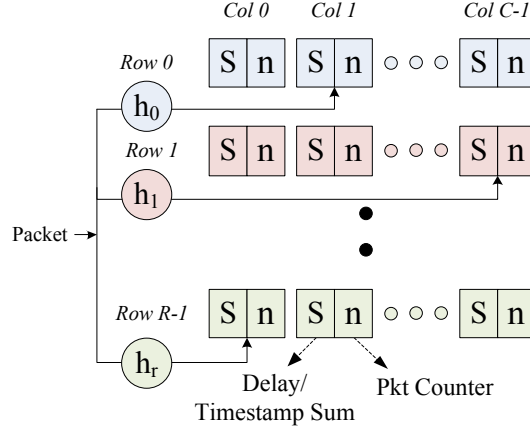 Col 0 Col 1 Col C-1
Row 0
S n S n S n
h0
Row 1
S n S n S n
h1
Packet
Row R-1
S n S n S n
hr
Delay/
Timestamp Sum
Pkt Counter